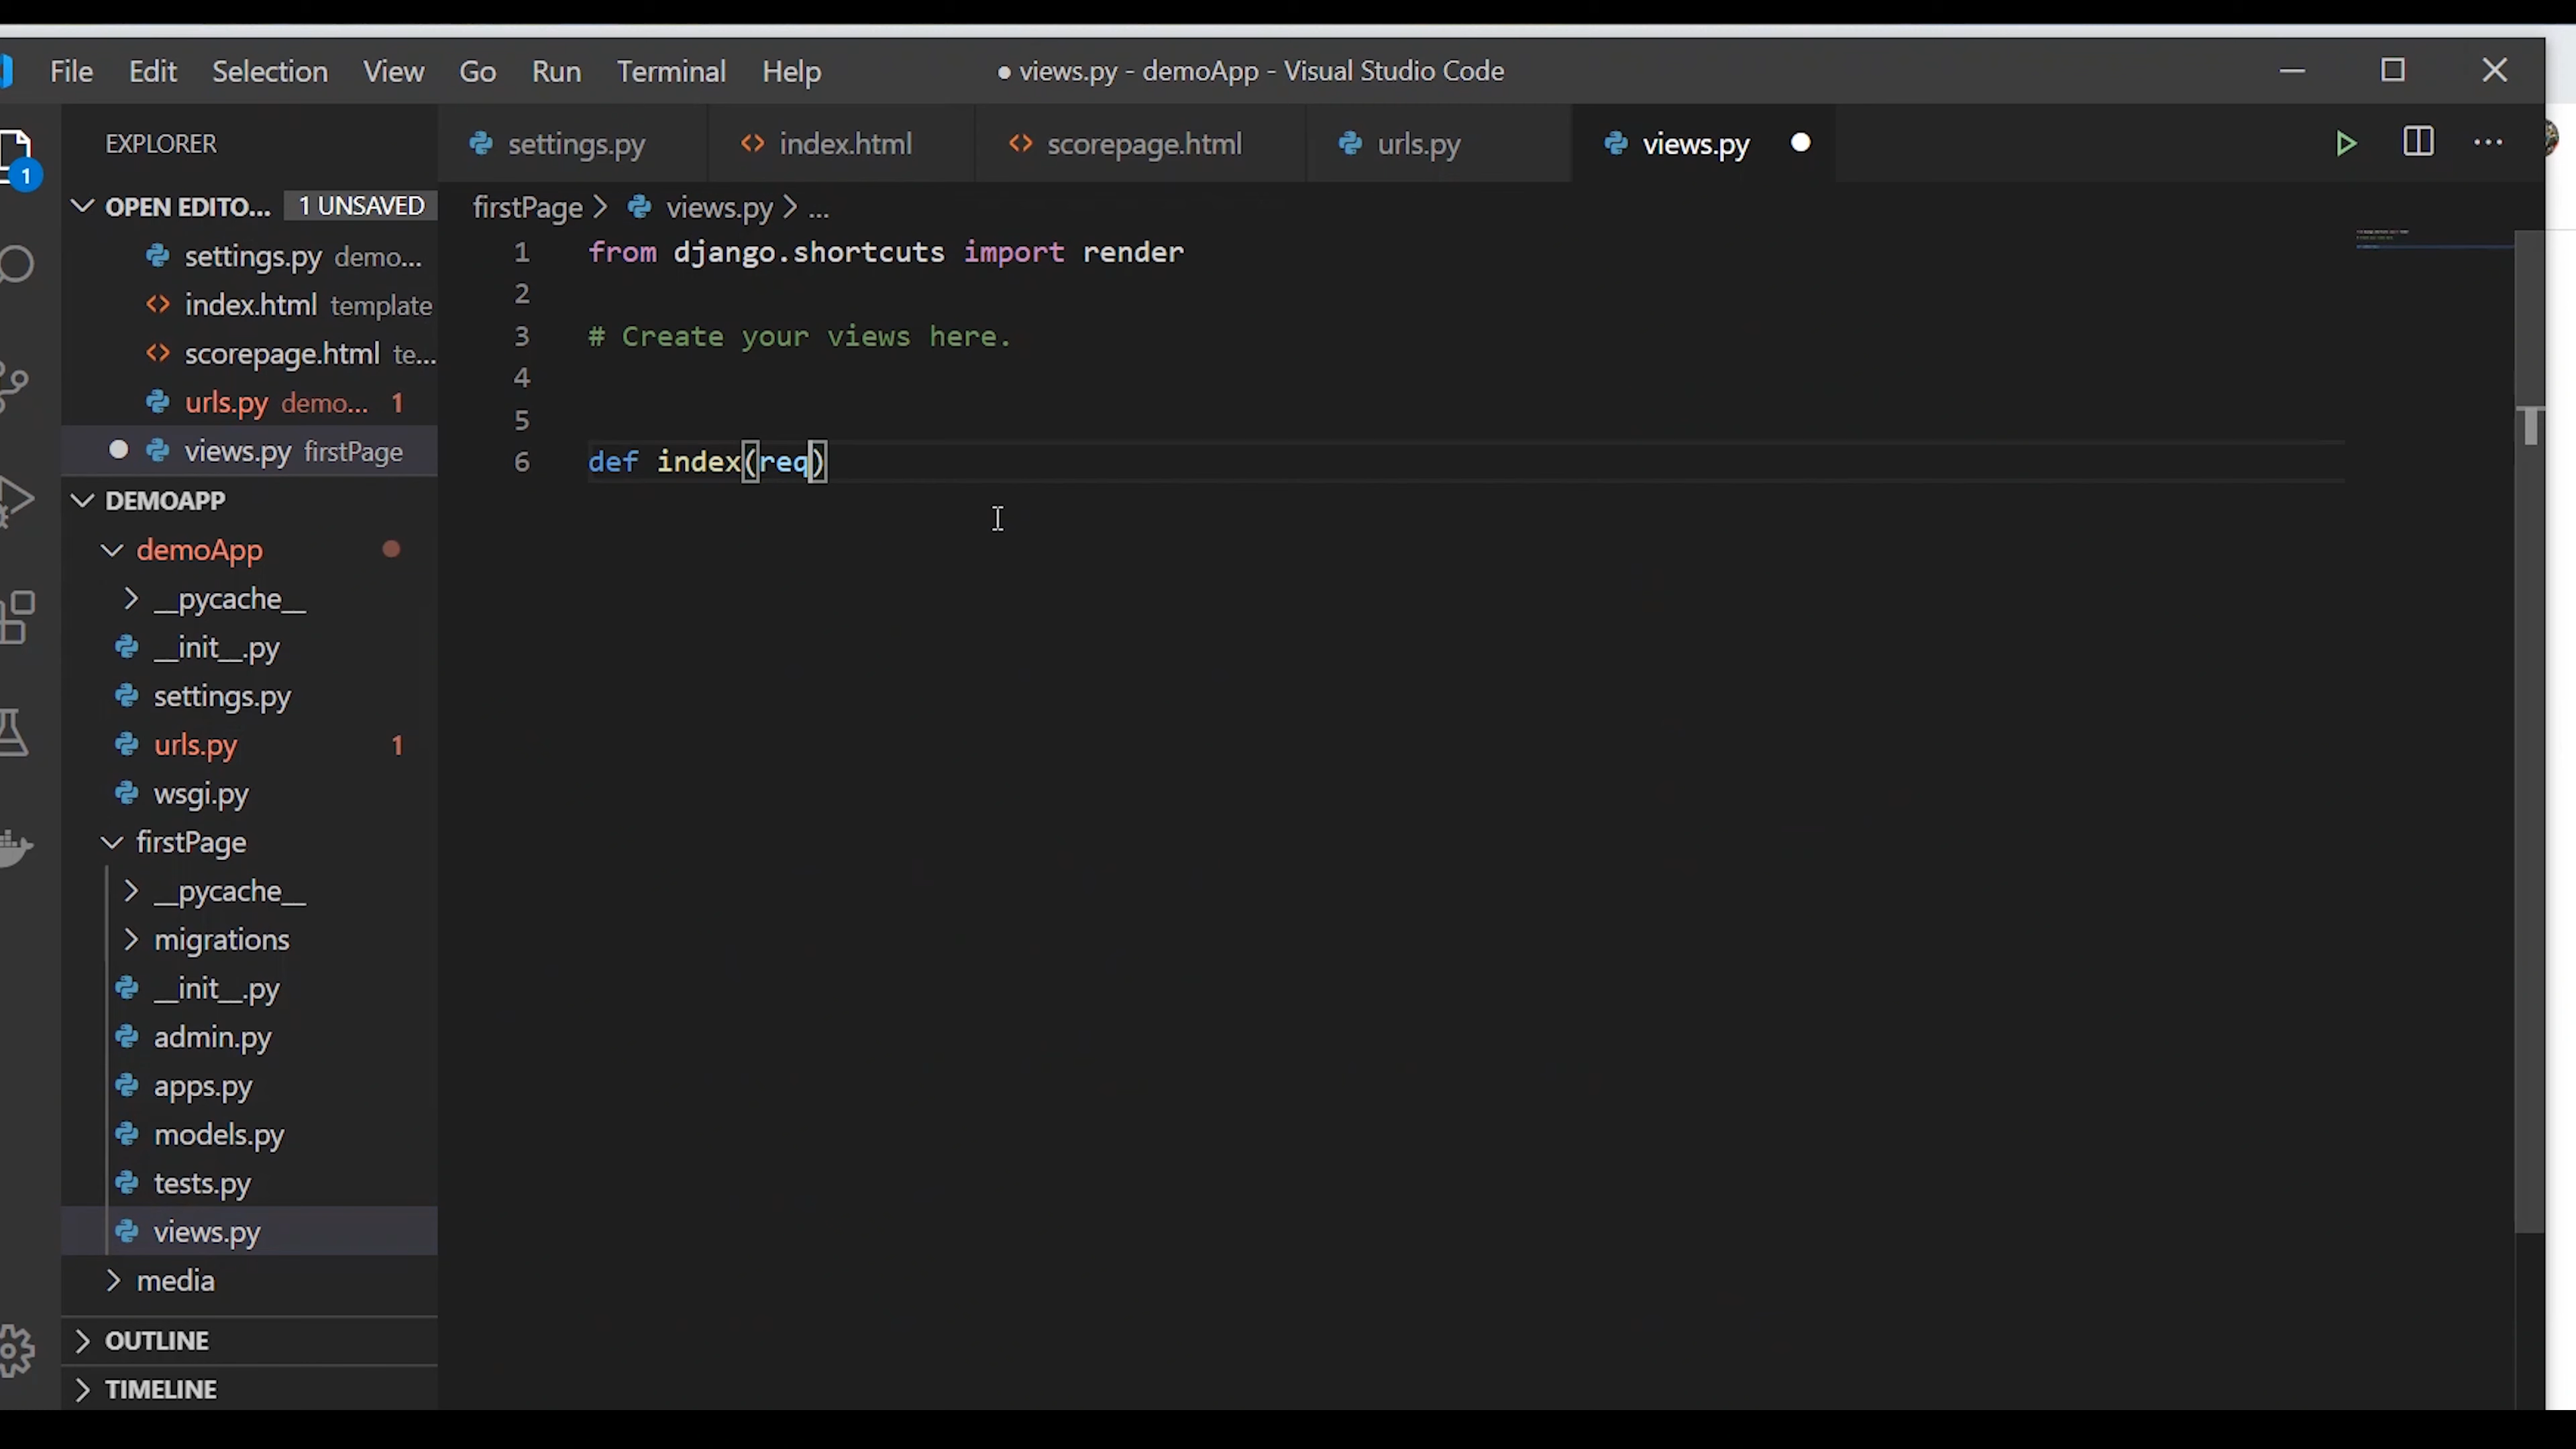 File Edit Selection View Go Run Terminal Help ● views.py - demoApp - Visual Studio Code
EXPLORER
1
OPEN EDITO... 1 UNSAVED
settings.py demo...
index.html template
scorepage.html te...
urls.py demo... 1
views.py firstPage
DEMOAPP
demoApp
__pycache__
__init__.py
settings.py
urls.py 1
wsgi.py
firstPage
__pycache__
migrations
__init__.py
admin.py
apps.py
models.py
tests.py
views.py
media
OUTLINE
TIMELINE
settings.py index.html scorepage.html urls.py views.py
firstPage > views.py > ...
1 from django.shortcuts import render
2
3 # Create your views here.
4
5
6 def index(req)